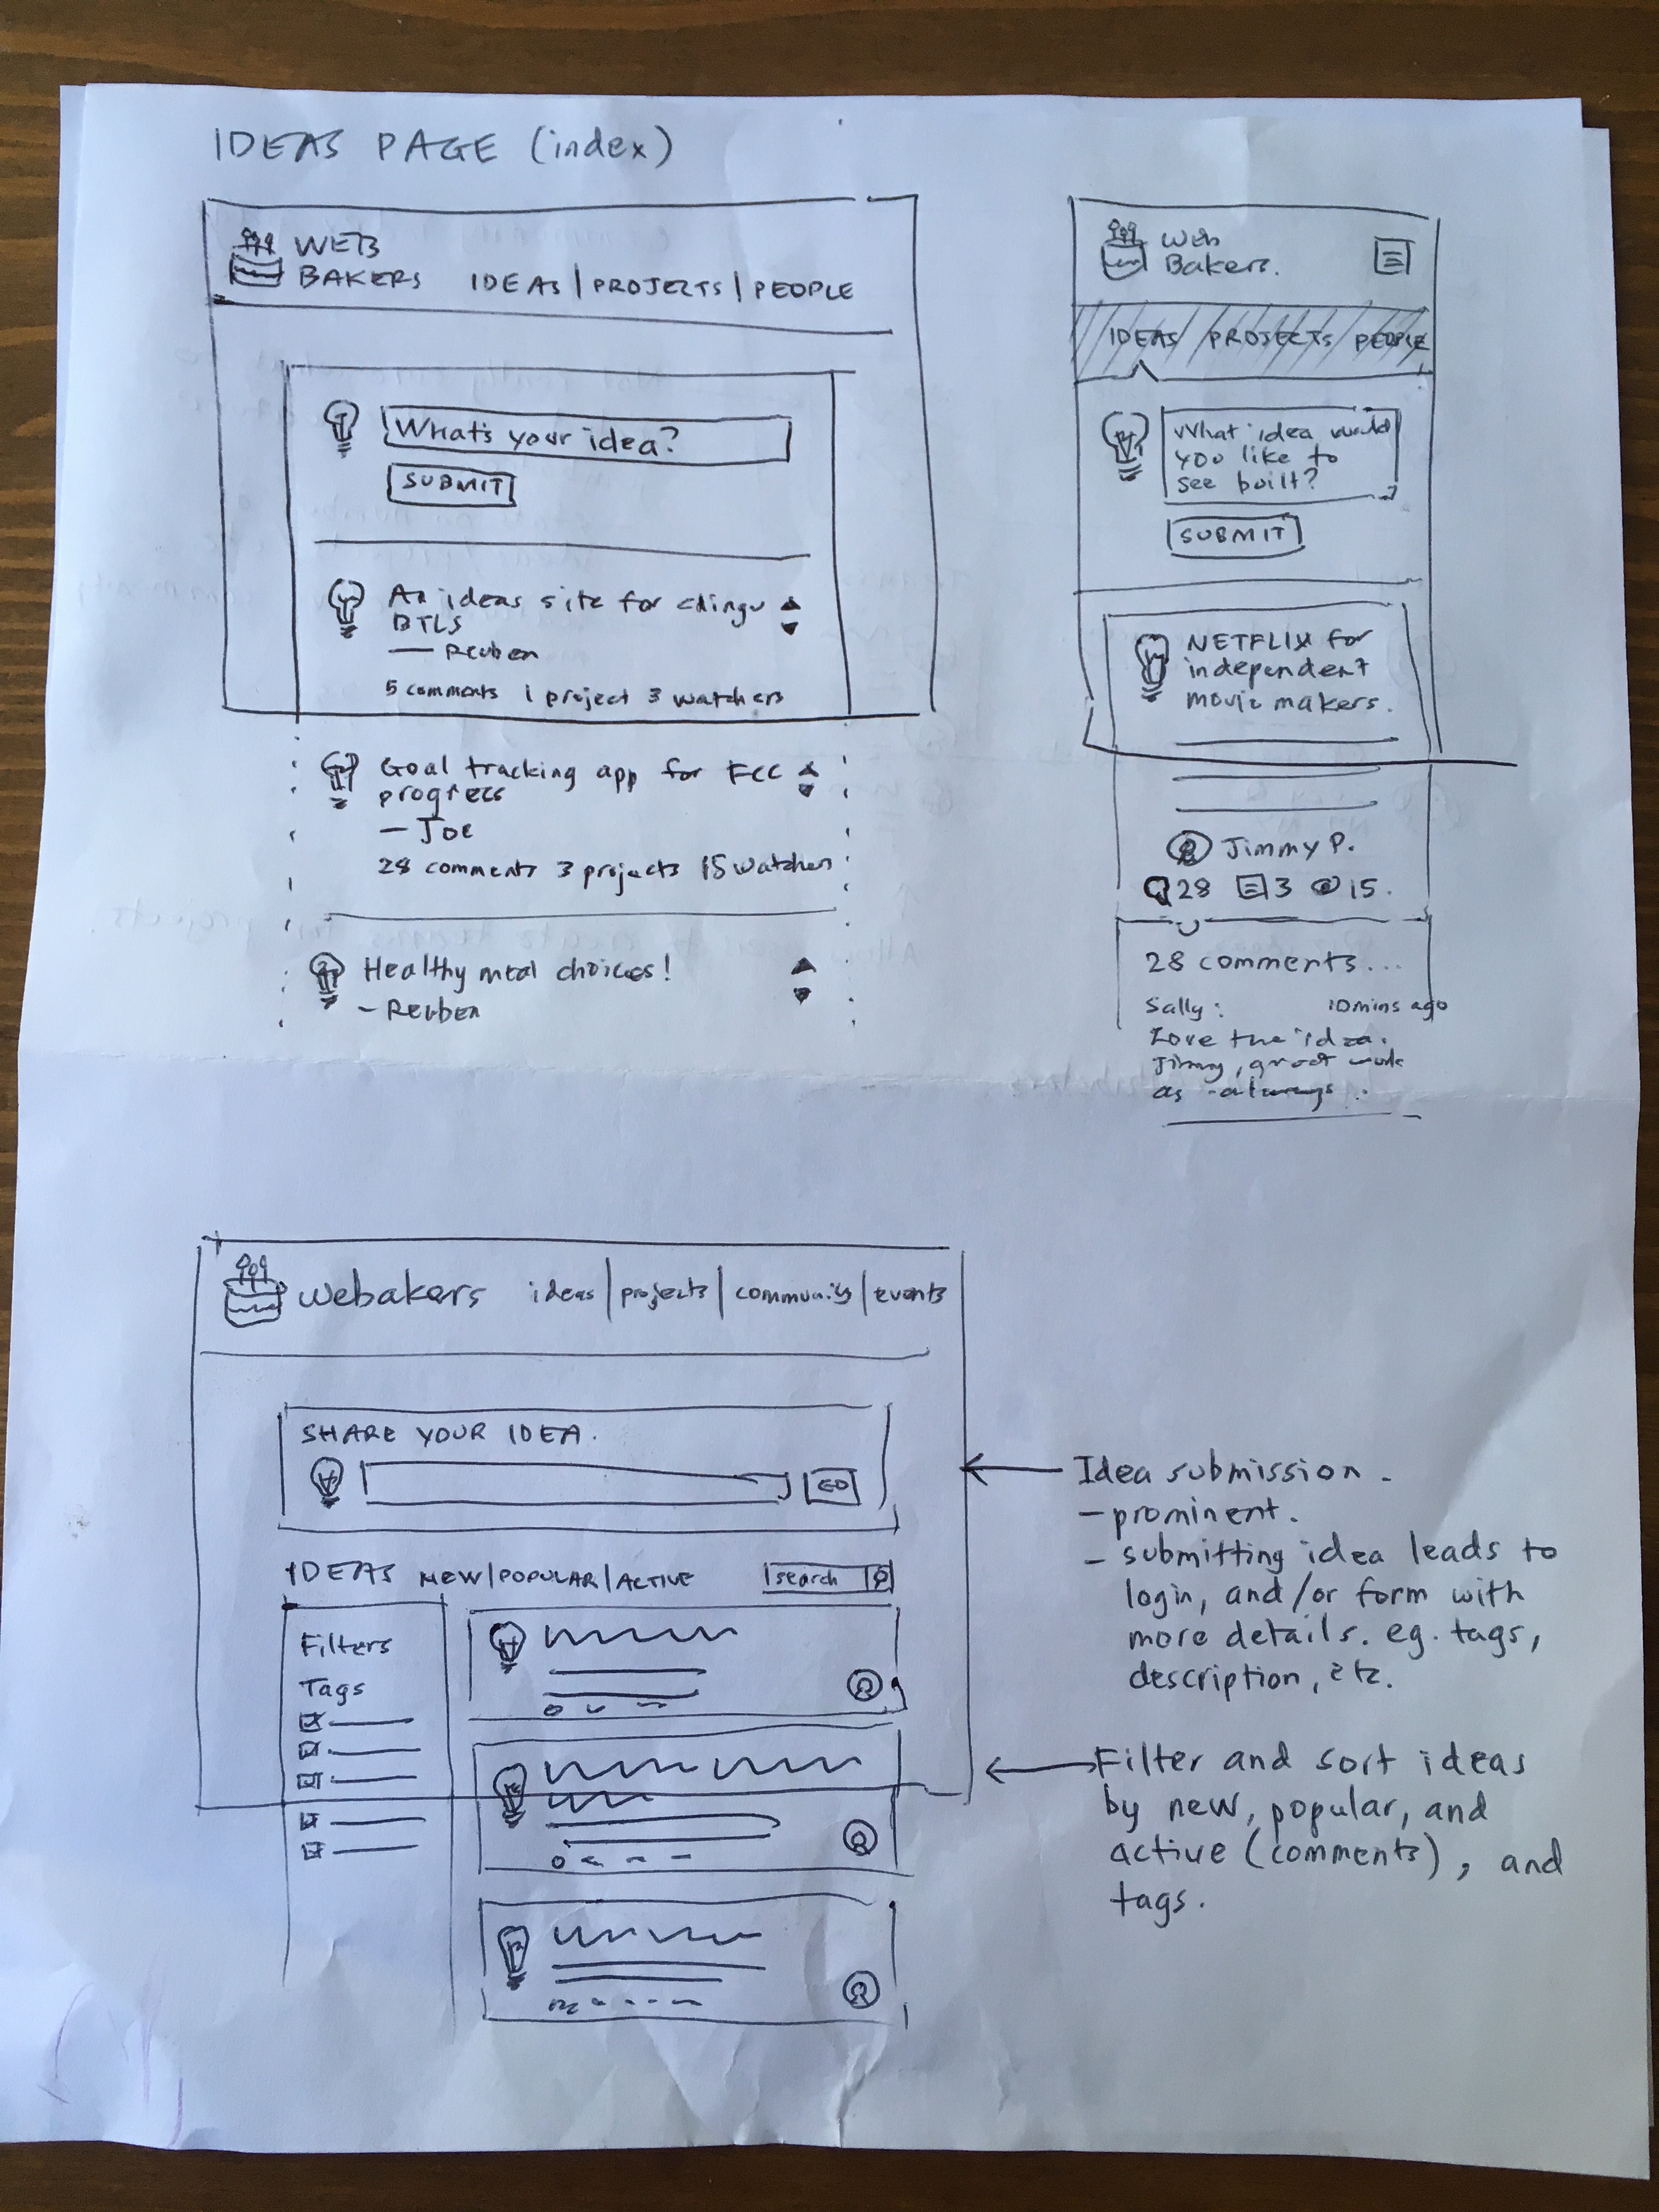 IDEAS PAGE (index)
WEB
BAKERS
IDEAS | PROJECTS | PEOPLE
What's your idea?
SUBMIT
An ideas site for
— Reuben
5 comments 1 project 3 watchers
Goal tracking app for FCC
progress
— Joe
28 comments 3 projects 15 watchers
Healthy meal choices!
- Reuben
Web
Bakers.
IDEAS PROJECTS PEOPLE
What idea would
you like to
see built?
SUBMIT
NETFLIX for
independent
movie makers.
Jimmy P.
28 3 15.
28 comments...
Sally: 10mins ago
Love the idea.
Jimmy, great work
as always..
webakers
ideas | projects | community | events
SHARE YOUR IDEA.
GO
IDEAS NEW/POPULAR/ACTIVE
search
Filters
Tags
Idea submission.
- prominent.
- submitting idea leads to
login, and/or form with
more details. eg. tags,
description, etc.
Filter and sort ideas
by new, popular, and
active (comments), and
tags.